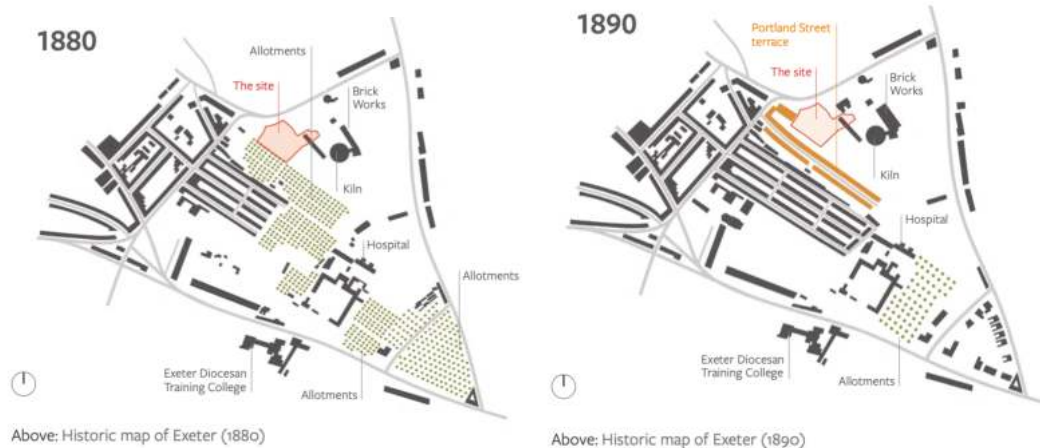 1880
Allotments
The site
Brick
Works
Kiln
Hospital
Allotments
Exeter Diocesan
Training College
Allotments
Above: Historic map of Exeter (1880)
1890
Portland Street
terrace
The site
Brick
Works
Kiln
Hospital
Exeter Diocesan
Training College
Allotments
Above: Historic map of Exeter (1890)